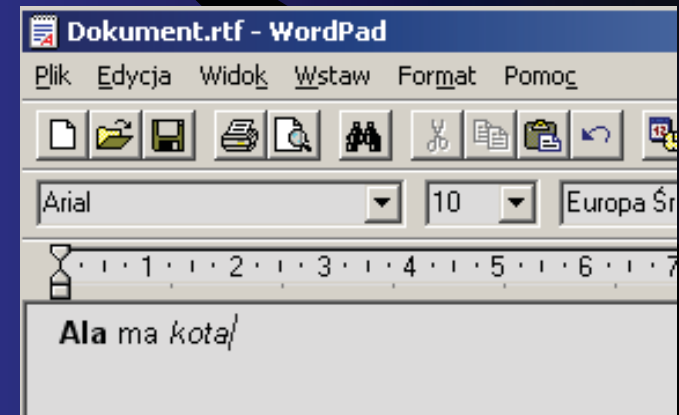 Dokument.rtf - WordPad
Plik Edycja Widok Wstaw Format Pomoc
Arial 10 Europa Śr
1 2 3 4 5 6 7
Ala ma kota